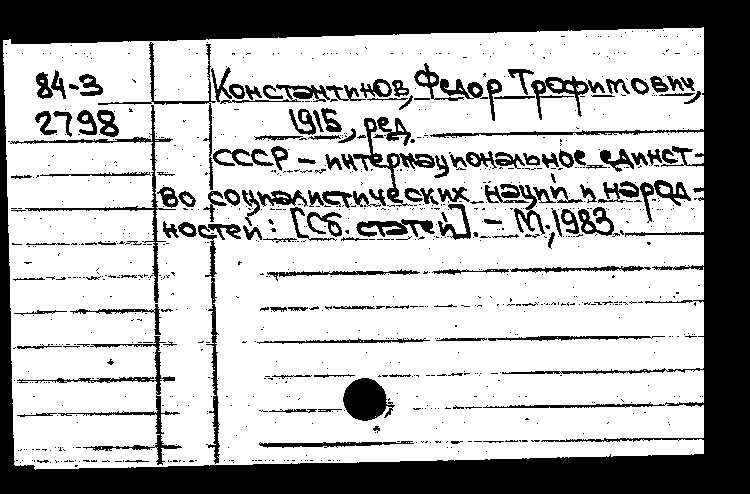 84-3
2798
Константинов, Федор Трофимович,
1915, ред.
СССР – интернациональное единст-
во социалистических наций и народ-
ностей: [Сб. статей]. – М., 1983.